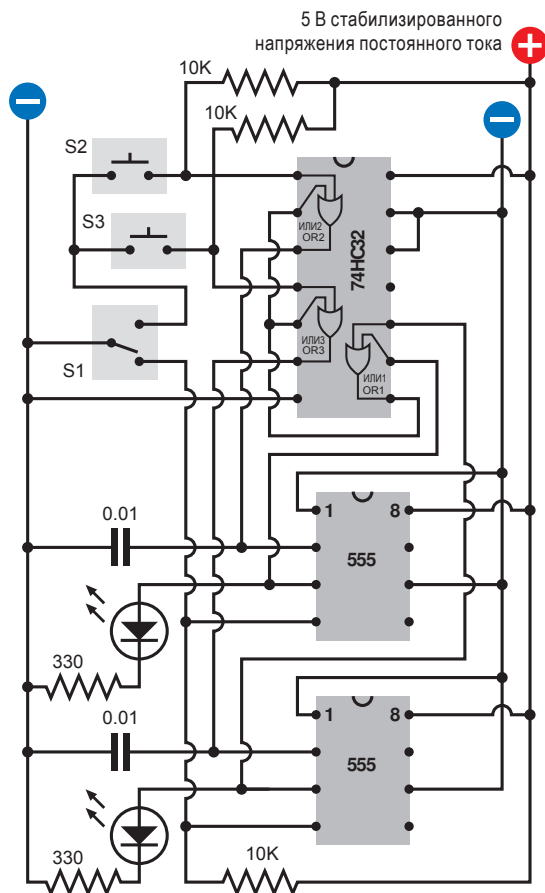 5 В стабилизированного
напряжения постоянного тока
+
10K
−
10K
−
S2
S3
ИЛИ2
OR2
74HC32
ИЛИ3
OR3
S1
ИЛИ1
OR1
0.01
1 8
555
330
0.01
1 8
555
330
10K